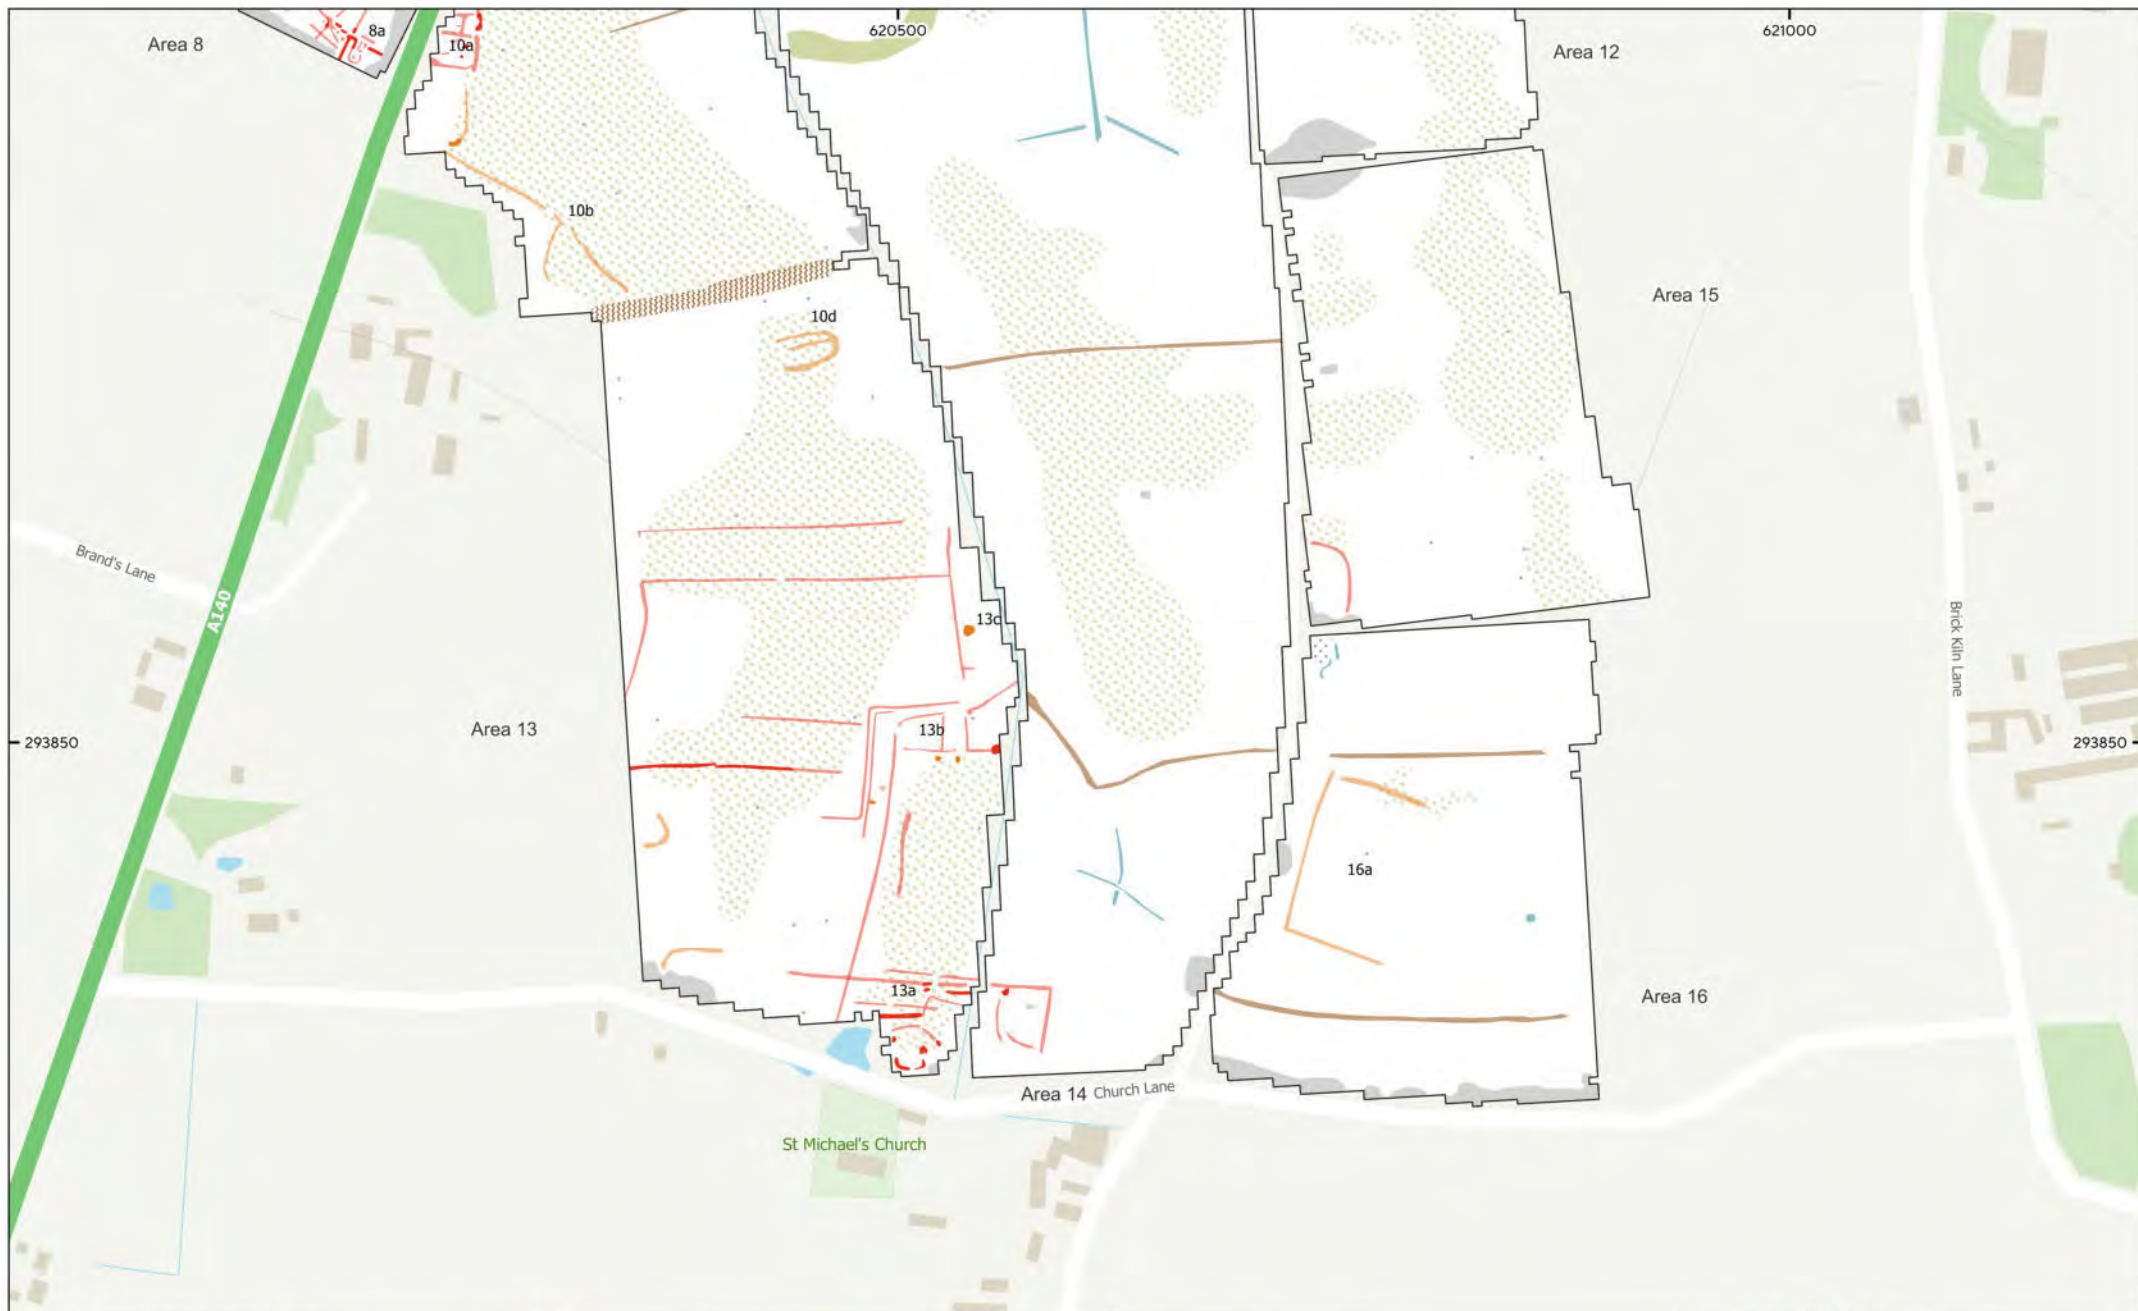 620500
621000
8a
Area 8
10a
Area 12
10b
Area 15
10d
Brand's Lane
A140
13c
Brick Kiln Lane
Area 13
13b
293850
293850
16a
13a
Area 16
Area 14
Church Lane
St Michael's Church